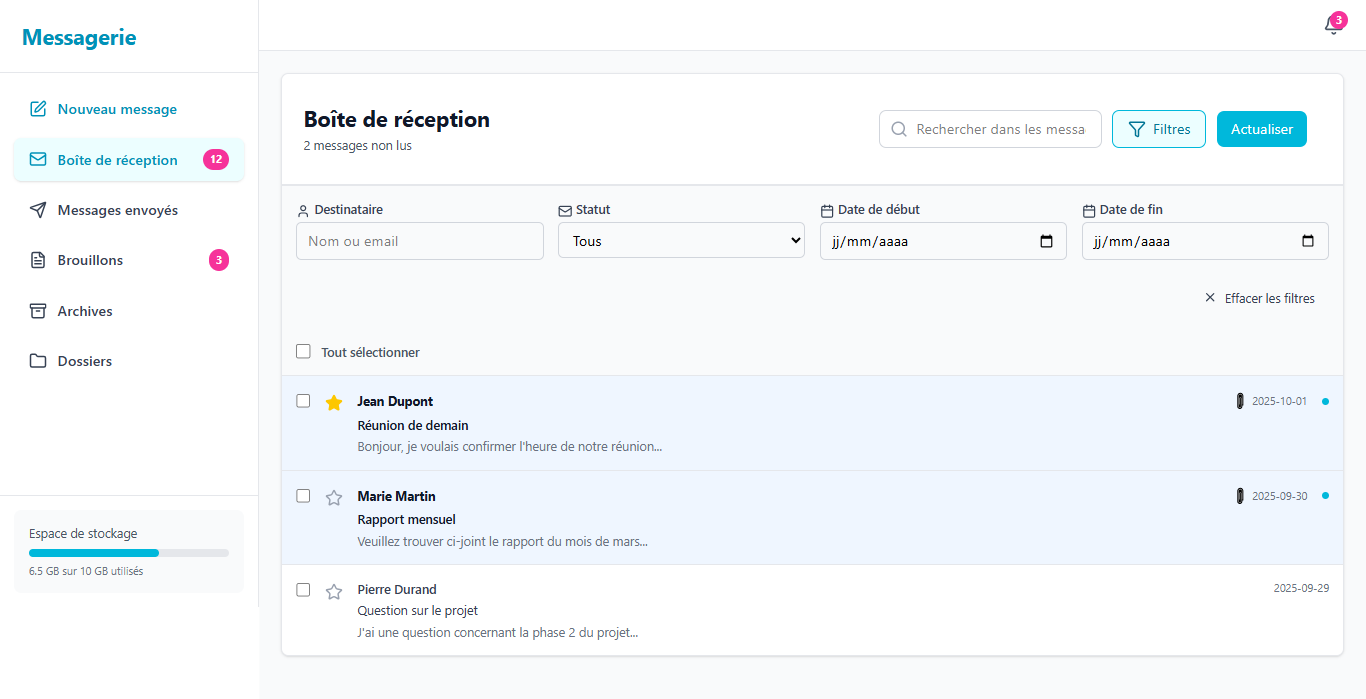 Messagerie
3
Nouveau message
Boîte de réception
12
Messages envoyés
Brouillons
3
Archives
Dossiers
Espace de stockage
6.5 GB sur 10 GB utilisés
Boîte de réception
2 messages non lus
Rechercher dans les messa
Filtres
Actualiser
Destinataire
Statut
Date de début
Date de fin
Nom ou email
Tous
jj/mm/aaaa
jj/mm/aaaa
Effacer les filtres
Tout sélectionner
Jean Dupont
2025-10-01
Réunion de demain
Bonjour, je voulais confirmer l'heure de notre réunion...
Marie Martin
2025-09-30
Rapport mensuel
Veuillez trouver ci-joint le rapport du mois de mars...
Pierre Durand
2025-09-29
Question sur le projet
J'ai une question concernant la phase 2 du projet...